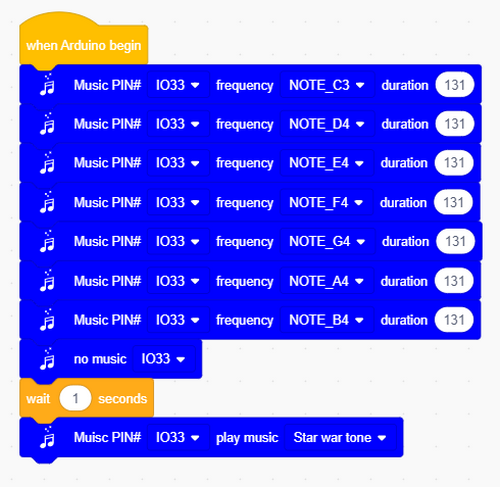 when Arduino begin
Music PIN# IO33 frequency NOTE_C3 duration 131
Music PIN# IO33 frequency NOTE_D4 duration 131
Music PIN# IO33 frequency NOTE_E4 duration 131
Music PIN# IO33 frequency NOTE_F4 duration 131
Music PIN# IO33 frequency NOTE_G4 duration 131
Music PIN# IO33 frequency NOTE_A4 duration 131
Music PIN# IO33 frequency NOTE_B4 duration 131
no music IO33
wait 1 seconds
Muisc PIN# IO33 play music Star war tone